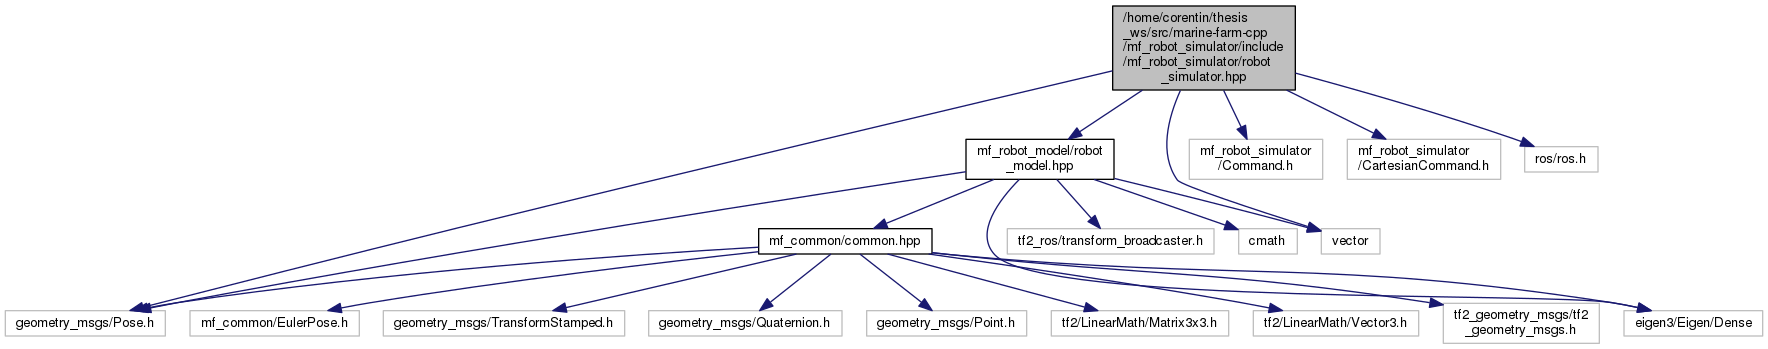 /home/corentin/thesis
_ws/src/marine-farm-cpp
/mf_robot_simulator/include
/mf_robot_simulator/robot
_simulator.hpp
mf_robot_model/robot
_model.hpp
mf_robot_simulator
/Command.h
mf_robot_simulator
/CartesianCommand.h
ros/ros.h
mf_common/common.hpp
tf2_ros/transform_broadcaster.h
cmath
vector
geometry_msgs/Pose.h
mf_common/EulerPose.h
geometry_msgs/TransformStamped.h
geometry_msgs/Quaternion.h
geometry_msgs/Point.h
tf2/LinearMath/Matrix3x3.h
tf2/LinearMath/Vector3.h
tf2_geometry_msgs/tf2
_geometry_msgs.h
eigen3/Eigen/Dense